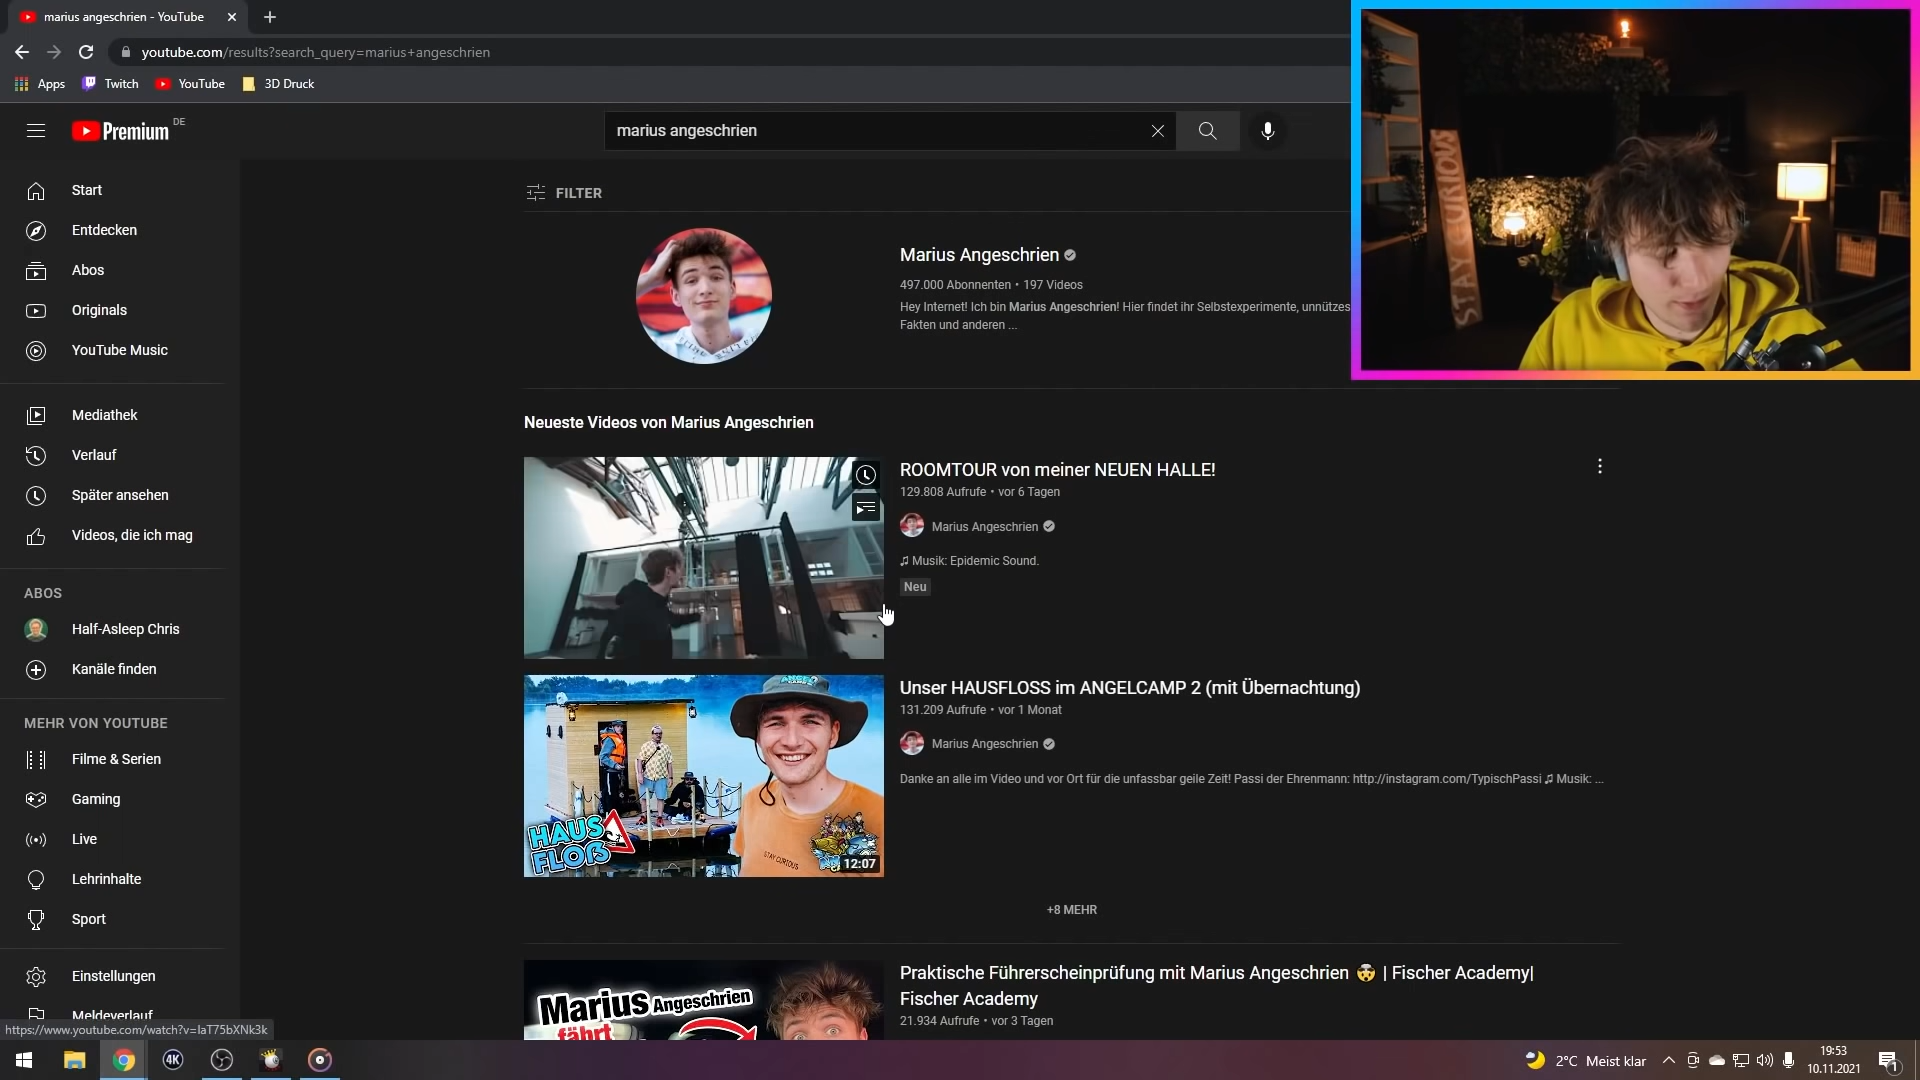 marius angeschrien - YouTube
youtube.com/results?search_query=marius+angeschrien
Apps
Twitch
YouTube
3D Druck
Premium DE
marius angeschrien
Start
Entdecken
Abos
Originals
YouTube Music
Mediathek
Verlauf
Später ansehen
Videos, die ich mag
ABOS
Half-Asleep Chris
Kanäle finden
MEHR VON YOUTUBE
Filme & Serien
Gaming
Live
Lehrinhalte
Sport
Einstellungen
Meldeverlauf
https://www.youtube.com/watch?v=IaT75bXNk3k
FILTER
Marius Angeschrien
497.000 Abonnenten • 197 Videos
Hey Internet! Ich bin Marius Angeschrien! Hier findet ihr Selbstexperimente, unnützes
Fakten und anderen ...
Neueste Videos von Marius Angeschrien
ROOMTOUR von meiner NEUEN HALLE!
129.808 Aufrufe • vor 6 Tagen
Marius Angeschrien
♫ Musik: Epidemic Sound.
Neu
HAUS
FLOẞ
STAY CURIOUS
12:07
Unser HAUSFLOSS im ANGELCAMP 2 (mit Übernachtung)
131.209 Aufrufe • vor 1 Monat
Marius Angeschrien
Danke an alle im Video und vor Ort für die unfassbar geile Zeit! Passi der Ehrenmann: http://instagram.com/TypischPassi ♫ Musik: ...
+8 MEHR
Marius Angeschrien
fährt
Praktische Führerscheinprüfung mit Marius Angeschrien 🤯 | Fischer Academy|
Fischer Academy
21.934 Aufrufe • vor 3 Tagen
STAY CURIOUS
4K
2°C Meist klar
19:53
10.11.2021
1